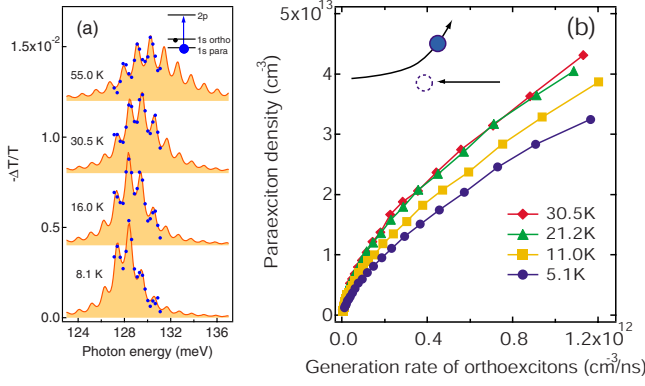 (a)
2p
1s ortho
1s para
1.5x10⁻²
1.0
0.5
0.0
-ΔT/T
55.0 K
30.5 K
16.0 K
8.1 K
124
128
132
136
Photon energy (meV)
(b)
5x10¹³
4
3
2
1
0
Paraexciton density (cm⁻³)
30.5K
21.2K
11.0K
5.1K
0.0
0.4
0.8
1.2x10¹²
Generation rate of orthoexcitons (cm⁻³/ns)